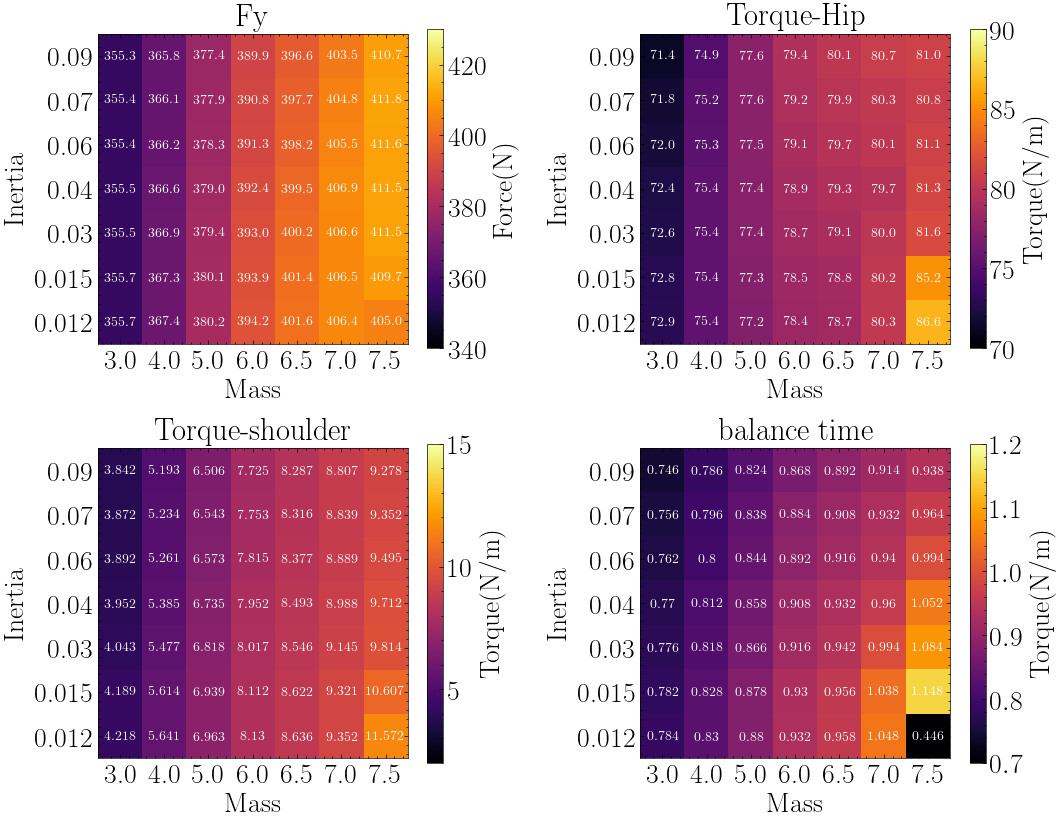 Fy
Inertia
0.09 355.3 365.8 377.4 389.9 396.6 403.5 410.7
0.07 355.4 366.1 377.9 390.8 397.7 404.8 411.8
0.06 355.4 366.2 378.3 391.3 398.2 405.5 411.6
0.04 355.5 366.6 379.0 392.4 399.5 406.9 411.5
0.03 355.5 366.9 379.4 393.0 400.2 406.6 411.5
0.015 355.7 367.3 380.1 393.9 401.4 406.5 409.7
0.012 355.7 367.4 380.2 394.2 401.6 406.4 405.0
3.0 4.0 5.0 6.0 6.5 7.0 7.5
Mass
420
400
380
360
340
Force(N)
Torque-Hip
Inertia
0.09 71.4 74.9 77.6 79.4 80.1 80.7 81.0
0.07 71.8 75.2 77.6 79.2 79.9 80.3 80.8
0.06 72.0 75.3 77.5 79.1 79.7 80.1 81.1
0.04 72.4 75.4 77.4 78.9 79.3 79.7 81.3
0.03 72.6 75.4 77.4 78.7 79.1 80.0 81.6
0.015 72.8 75.4 77.3 78.5 78.8 80.2 85.2
0.012 72.9 75.4 77.2 78.4 78.7 80.3 86.6
3.0 4.0 5.0 6.0 6.5 7.0 7.5
Mass
90
85
80
75
70
Torque(N/m)
Torque-shoulder
Inertia
0.09 3.842 5.193 6.506 7.725 8.287 8.807 9.278
0.07 3.872 5.234 6.543 7.753 8.316 8.839 9.352
0.06 3.892 5.261 6.573 7.815 8.377 8.889 9.495
0.04 3.952 5.385 6.735 7.952 8.493 8.988 9.712
0.03 4.043 5.477 6.818 8.017 8.546 9.145 9.814
0.015 4.189 5.614 6.939 8.112 8.622 9.321 10.607
0.012 4.218 5.641 6.963 8.13 8.636 9.352 11.572
3.0 4.0 5.0 6.0 6.5 7.0 7.5
Mass
15
10
5
Torque(N/m)
balance time
Inertia
0.09 0.746 0.786 0.824 0.868 0.892 0.914 0.938
0.07 0.756 0.796 0.838 0.884 0.908 0.932 0.964
0.06 0.762 0.8 0.844 0.892 0.916 0.94 0.994
0.04 0.77 0.812 0.858 0.908 0.932 0.96 1.052
0.03 0.776 0.818 0.866 0.916 0.942 0.994 1.084
0.015 0.782 0.828 0.878 0.93 0.956 1.038 1.148
0.012 0.784 0.83 0.88 0.932 0.958 1.048 0.446
3.0 4.0 5.0 6.0 6.5 7.0 7.5
Mass
1.2
1.1
1.0
0.9
0.8
0.7
Torque(N/m)